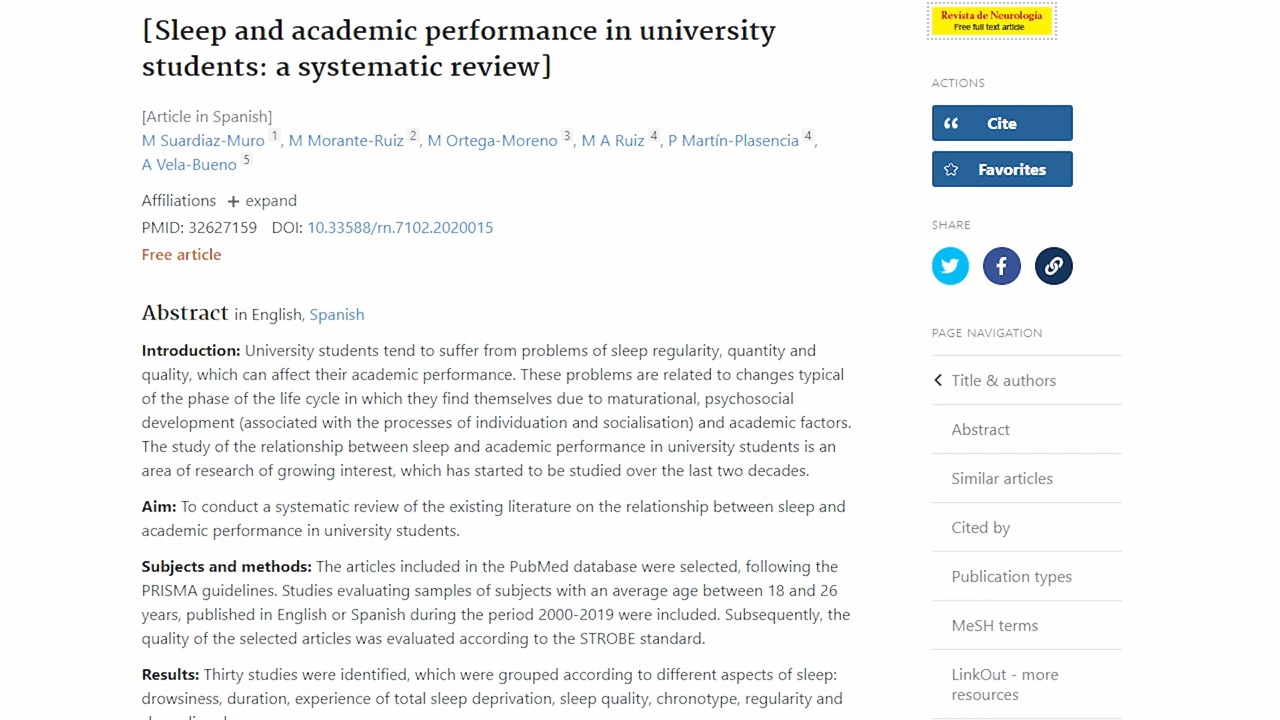 [Sleep and academic performance in university
students: a systematic review]
[Article in Spanish]
M Suardiaz-Muro 1, M Morante-Ruiz 2, M Ortega-Moreno 3, M A Ruiz 4, P Martín-Plasencia 4,
A Vela-Bueno 5
Affiliations + expand
PMID: 32627159 DOI: 10.33588/rn.7102.2020015
Free article
Abstract in English, Spanish
Introduction: University students tend to suffer from problems of sleep regularity, quantity and
quality, which can affect their academic performance. These problems are related to changes typical
of the phase of the life cycle in which they find themselves due to maturational, psychosocial
development (associated with the processes of individuation and socialisation) and academic factors.
The study of the relationship between sleep and academic performance in university students is an
area of research of growing interest, which has started to be studied over the last two decades.
Aim: To conduct a systematic review of the existing literature on the relationship between sleep and
academic performance in university students.
Subjects and methods: The articles included in the PubMed database were selected, following the
PRISMA guidelines. Studies evaluating samples of subjects with an average age between 18 and 26
years, published in English or Spanish during the period 2000-2019 were included. Subsequently, the
quality of the selected articles was evaluated according to the STROBE standard.
Results: Thirty studies were identified, which were grouped according to different aspects of sleep:
drowsiness, duration, experience of total sleep deprivation, sleep quality, chronotype, regularity and
Revista de Neurología
Free full text article
ACTIONS
Cite
Favorites
SHARE
PAGE NAVIGATION
Title & authors
Abstract
Similar articles
Cited by
Publication types
MeSH terms
LinkOut - more
resources